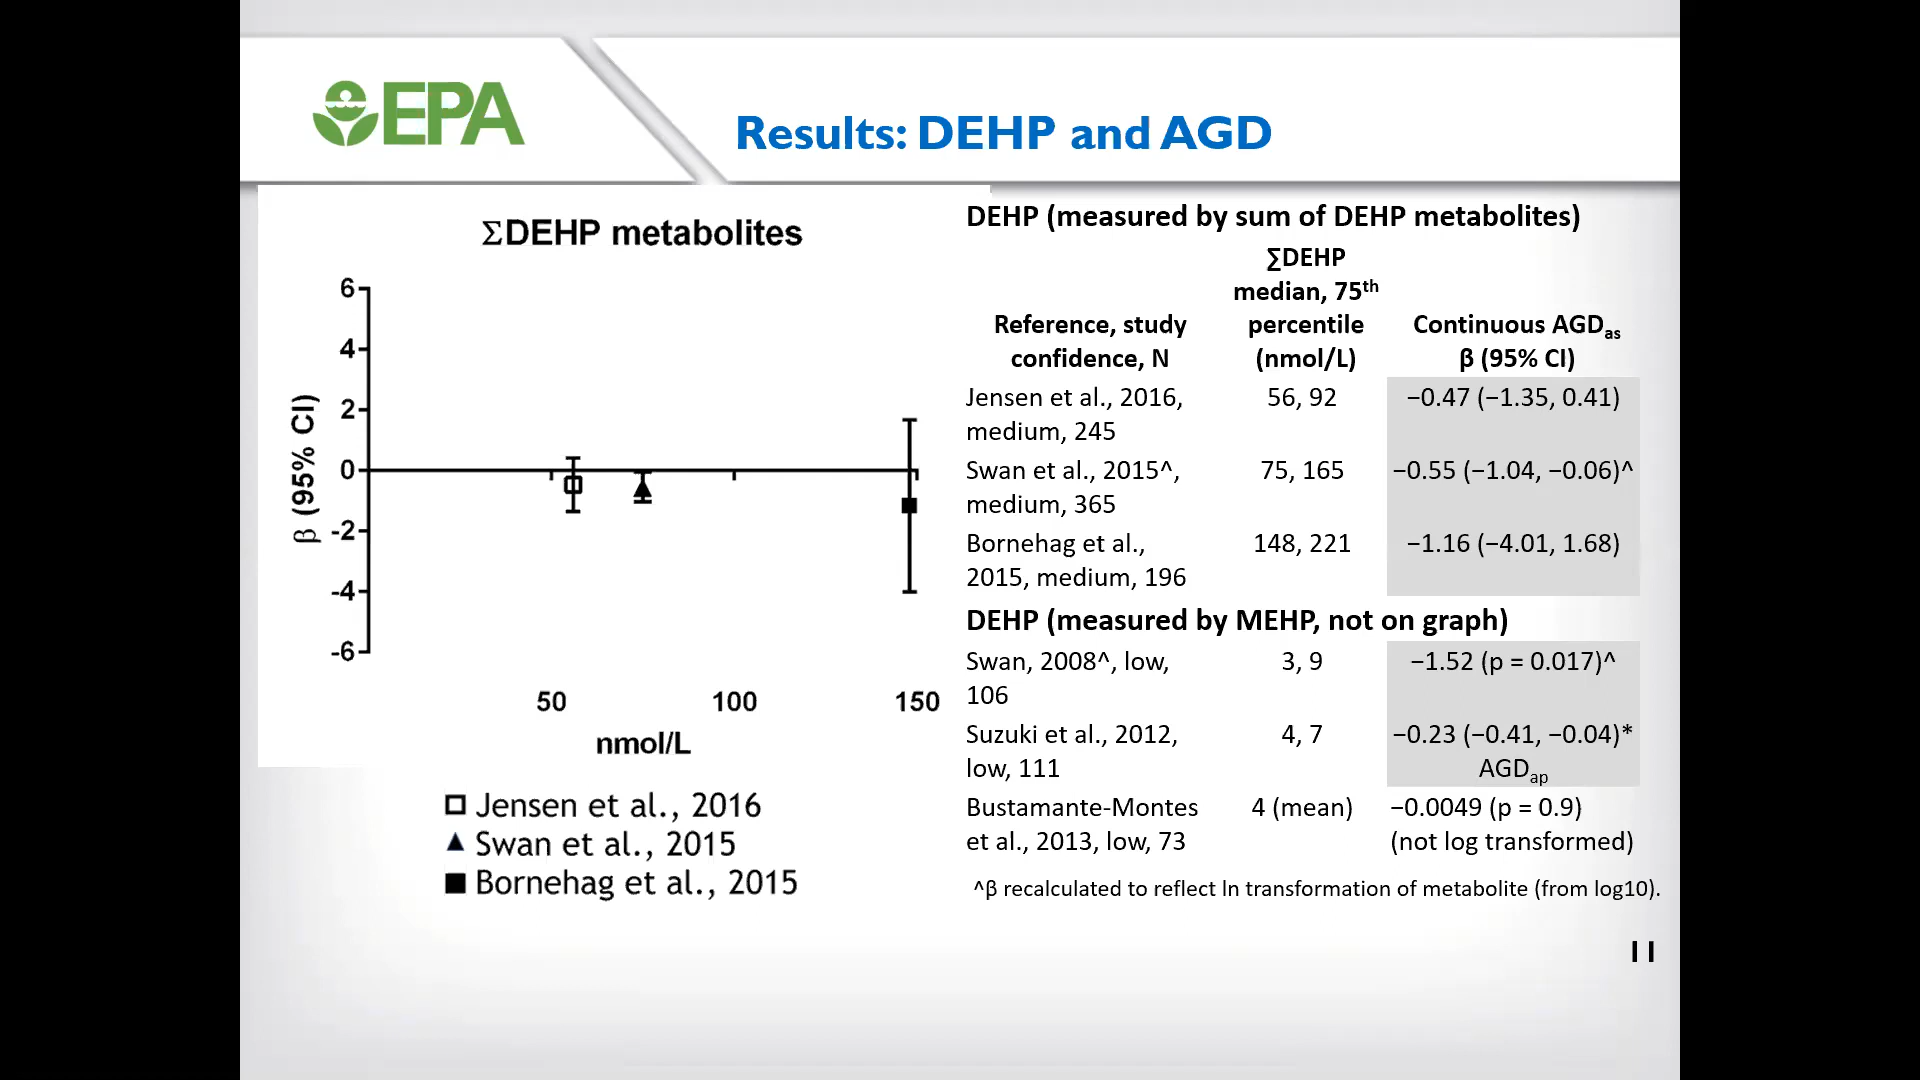 EPA
Results: DEHP and AGD
ΣDEHP metabolites
6
4
2
0
-2
-4
-6
β (95% CI)
50 100 150
nmol/L
Jensen et al., 2016
Swan et al., 2015
Bornehag et al., 2015
DEHP (measured by sum of DEHP metabolites)
Reference, study confidence, N
∑DEHP median, 75th percentile (nmol/L)
Continuous AGDas β (95% CI)
Jensen et al., 2016, 56, 92 −0.47 (−1.35, 0.41)
medium, 245
Swan et al., 2015^, 75, 165 −0.55 (−1.04, −0.06)^
medium, 365
Bornehag et al., 148, 221 −1.16 (−4.01, 1.68)
2015, medium, 196
DEHP (measured by MEHP, not on graph)
Swan, 2008^, low, 3, 9 −1.52 (p = 0.017)^
106
Suzuki et al., 2012, 4, 7 −0.23 (−0.41, −0.04)*
low, 111 AGDap
Bustamante-Montes 4 (mean) −0.0049 (p = 0.9)
et al., 2013, low, 73 (not log transformed)
^β recalculated to reflect ln transformation of metabolite (from log10).
11